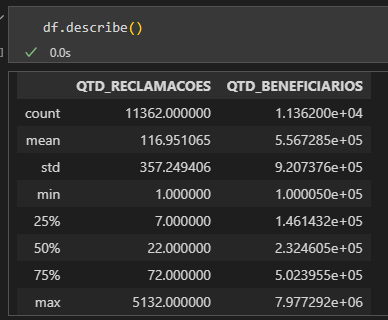 df.describe()
0.0s
QTD_RECLAMACOES QTD_BENEFICIARIOS
count 11362.000000 1.136200e+04
mean 116.951065 5.567285e+05
std 357.249406 9.207376e+05
min 1.000000 1.000050e+05
25% 7.000000 1.461432e+05
50% 22.000000 2.324605e+05
75% 72.000000 5.023955e+05
max 5132.000000 7.977292e+06